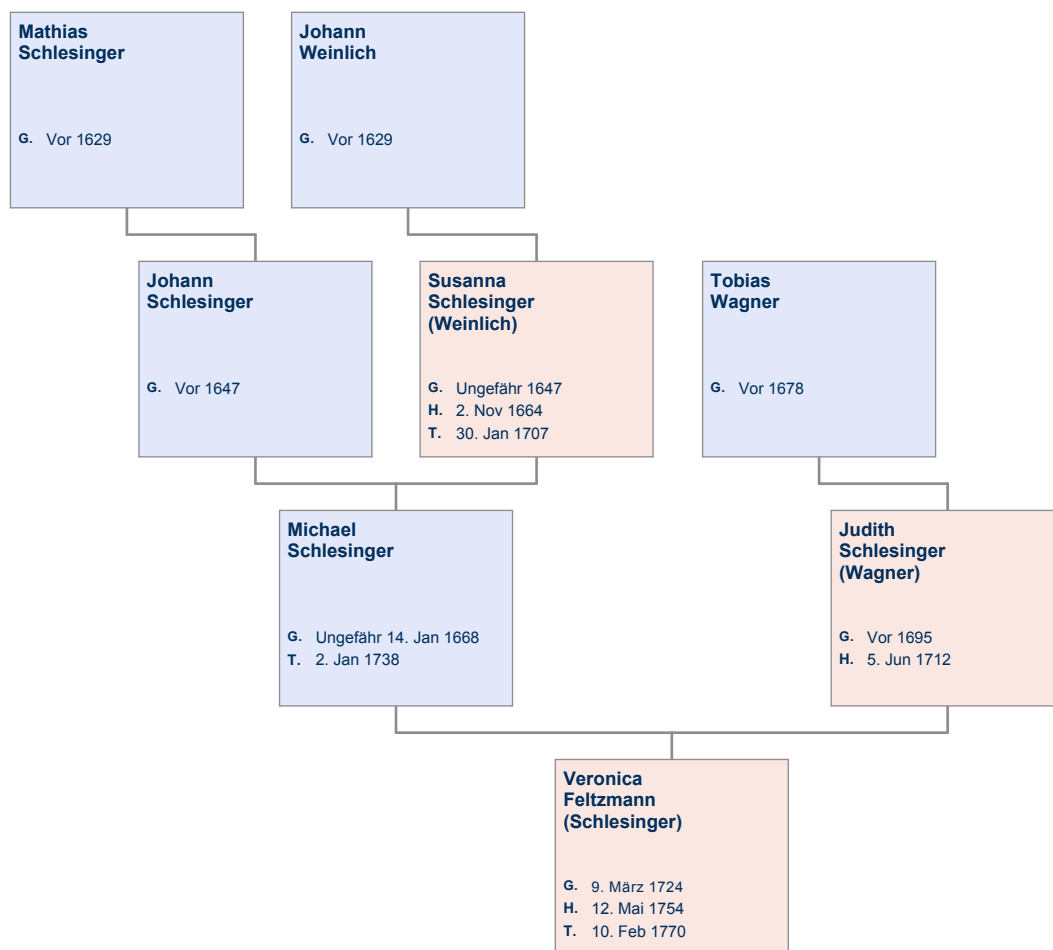 Mathias
Schlesinger
G. Vor 1629
Johann
Weinlich
G. Vor 1629
Johann
Schlesinger
G. Vor 1647
Susanna
Schlesinger
(Weinlich)
G. Ungefähr 1647
H. 2. Nov 1664
T. 30. Jan 1707
Tobias
Wagner
G. Vor 1678
Michael
Schlesinger
G. Ungefähr 14. Jan 1668
T. 2. Jan 1738
Judith
Schlesinger
(Wagner)
G. Vor 1695
H. 5. Jun 1712
Veronica
Feltzmann
(Schlesinger)
G. 9. März 1724
H. 12. Mai 1754
T. 10. Feb 1770